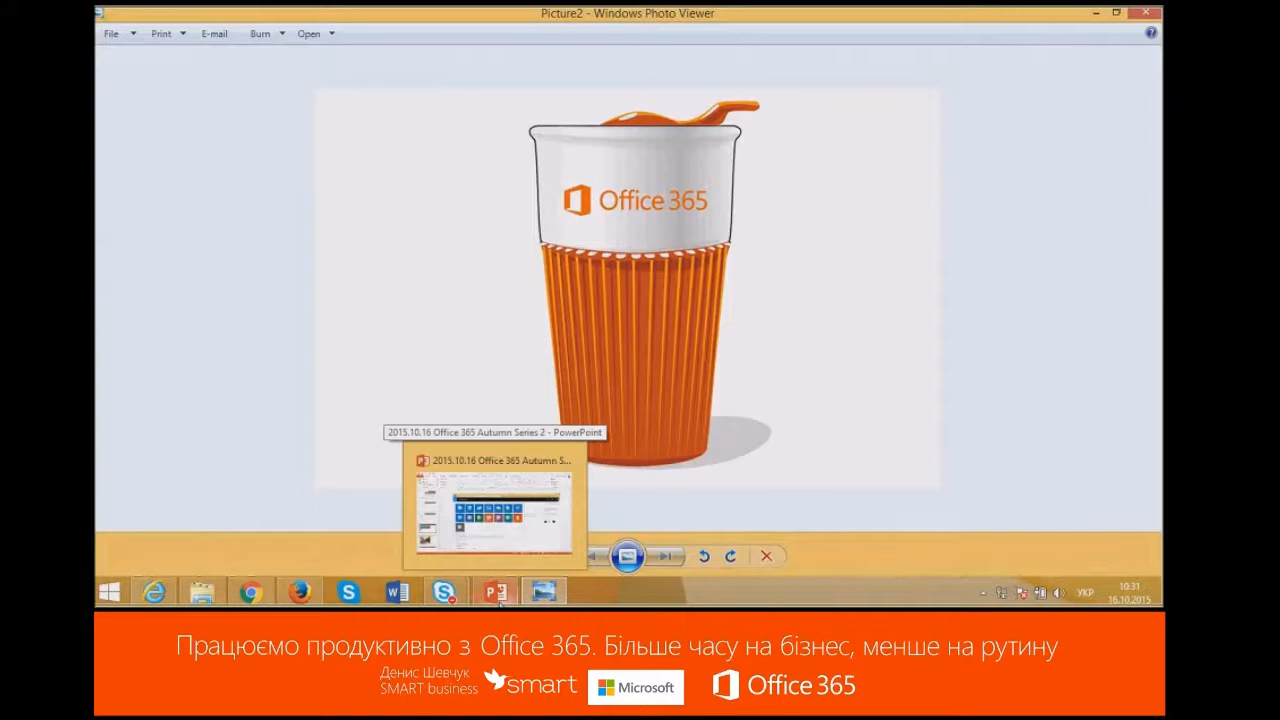 Picture2 - Windows Photo Viewer
File Print E-mail Burn Open
Office 365
2015.10.16 Office 365 Autumn Series 2 - PowerPoint
2015.10.16 Office 365 Autumn S...
УКР
10:31
16.10.2015
Працюємо продуктивно з Office 365. Більше часу на бізнес, менше на рутину
Денис Шевчук
SMART business
smart
Microsoft
Office 365